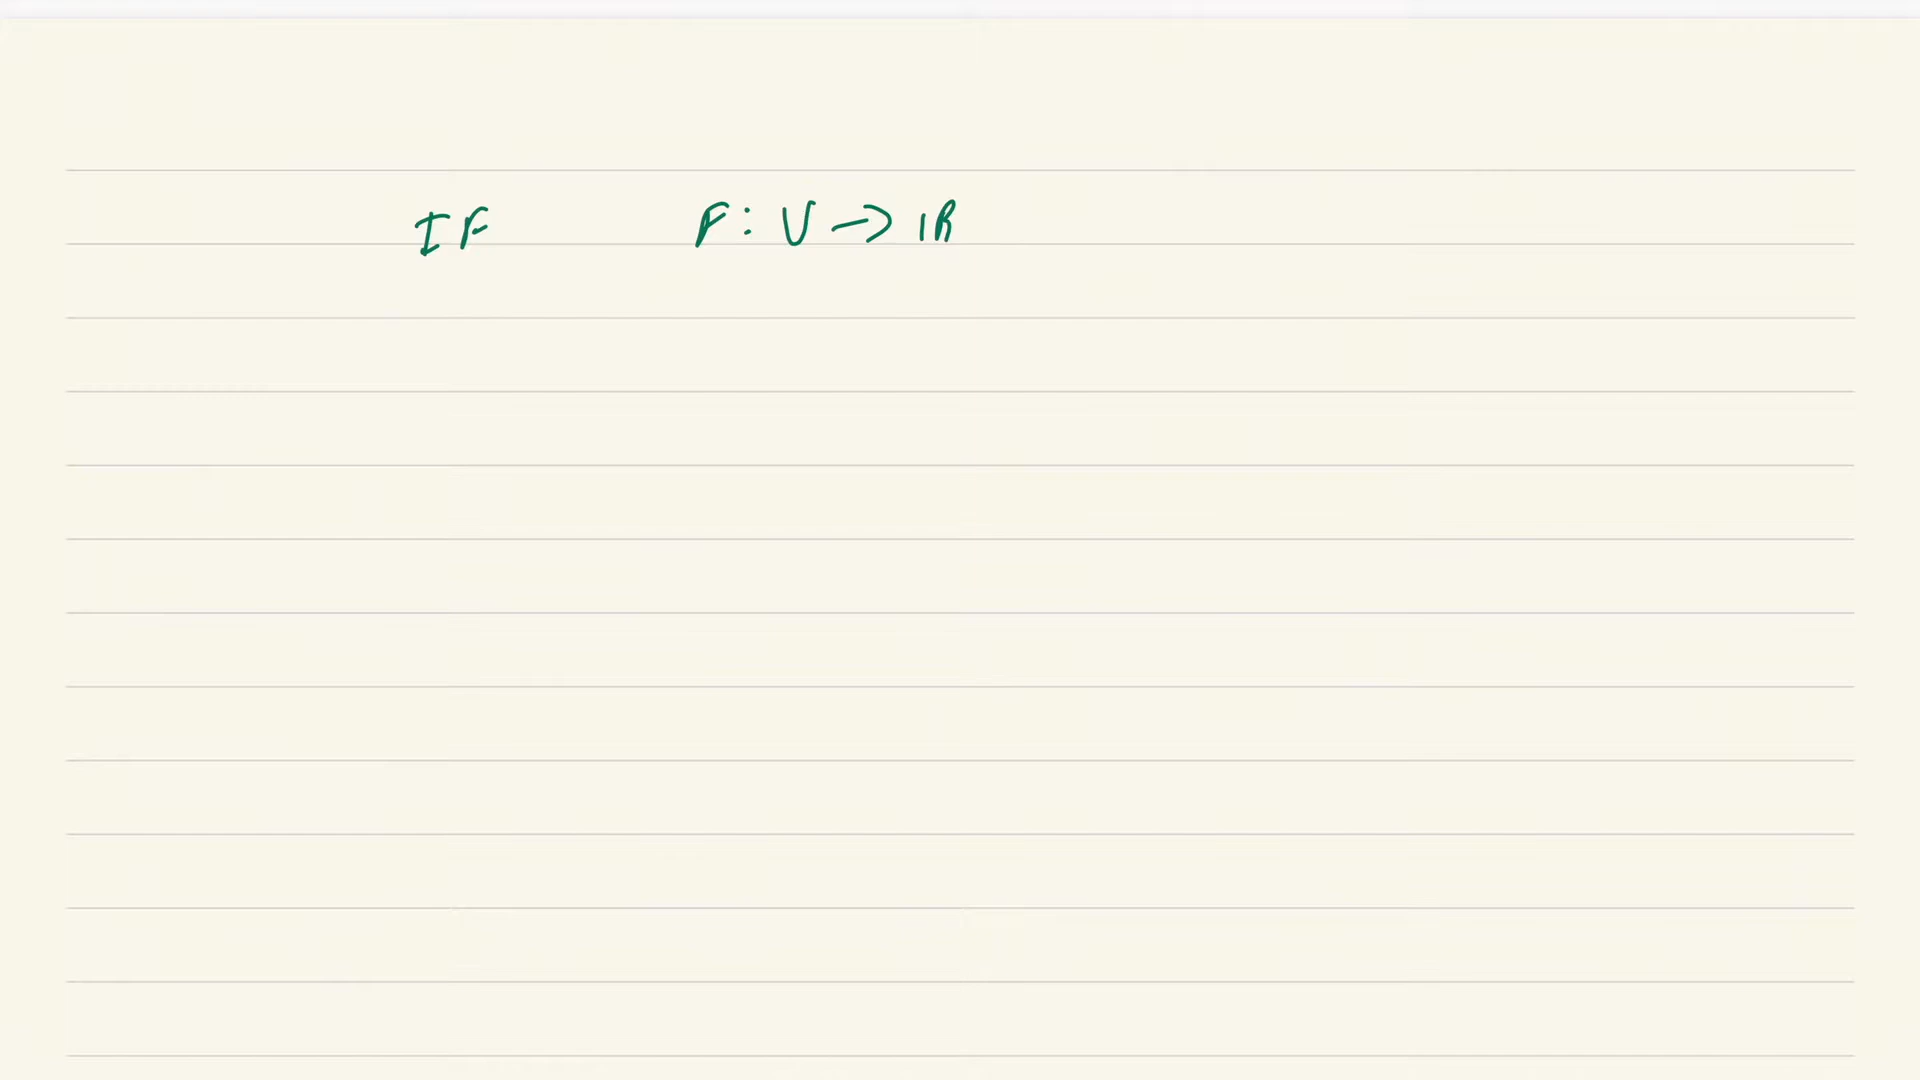 IF F: V → ℝ